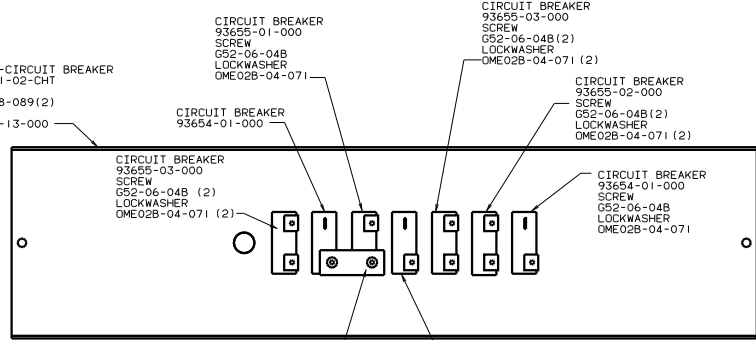 CIRCUIT BREAKER
93655-03-000
SCREW
G52-06-04B(2)
LOCKWASHER
OME02B-04-071(2)
CIRCUIT BREAKER
93655-01-000
SCREW
G52-06-04B
LOCKWASHER
OME02B-04-071
-CIRCUIT BREAKER
1-02-CHT
8-089(2)
-13-000
CIRCUIT BREAKER
93655-02-000
SCREW
G52-06-04B(2)
LOCKWASHER
OME02B-04-071(2)
CIRCUIT BREAKER
93654-01-000
CIRCUIT BREAKER
93655-03-000
SCREW
G52-06-04B (2)
LOCKWASHER
OME02B-04-071 (2)
CIRCUIT BREAKER
93654-01-000
SCREW
G52-06-04B
LOCKWASHER
OME02B-04-071